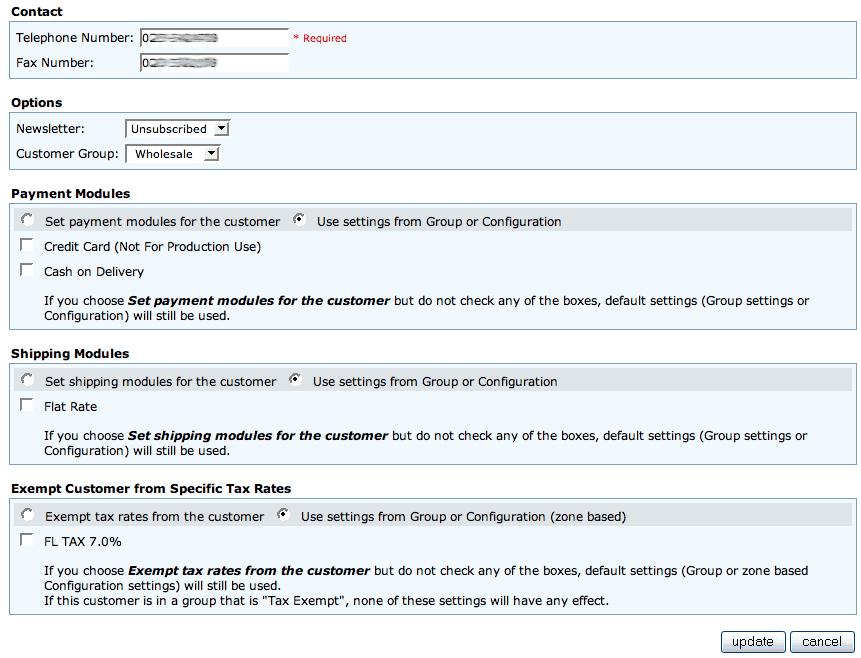 Contact
Telephone Number: * Required
Fax Number:
Options
Newsletter: Unsubscribed
Customer Group: Wholesale
Payment Modules
Set payment modules for the customer Use settings from Group or Configuration
Credit Card (Not For Production Use)
Cash on Delivery
If you choose Set payment modules for the customer but do not check any of the boxes, default settings (Group settings or
Configuration) will still be used.
Shipping Modules
Set shipping modules for the customer Use settings from Group or Configuration
Flat Rate
If you choose Set shipping modules for the customer but do not check any of the boxes, default settings (Group settings or
Configuration) will still be used.
Exempt Customer from Specific Tax Rates
Exempt tax rates from the customer Use settings from Group or Configuration (zone based)
FL TAX 7.0%
If you choose Exempt tax rates from the customer but do not check any of the boxes, default settings (Group or zone based
Configuration settings) will still be used.
If this customer is in a group that is "Tax Exempt", none of these settings will have any effect.
update cancel